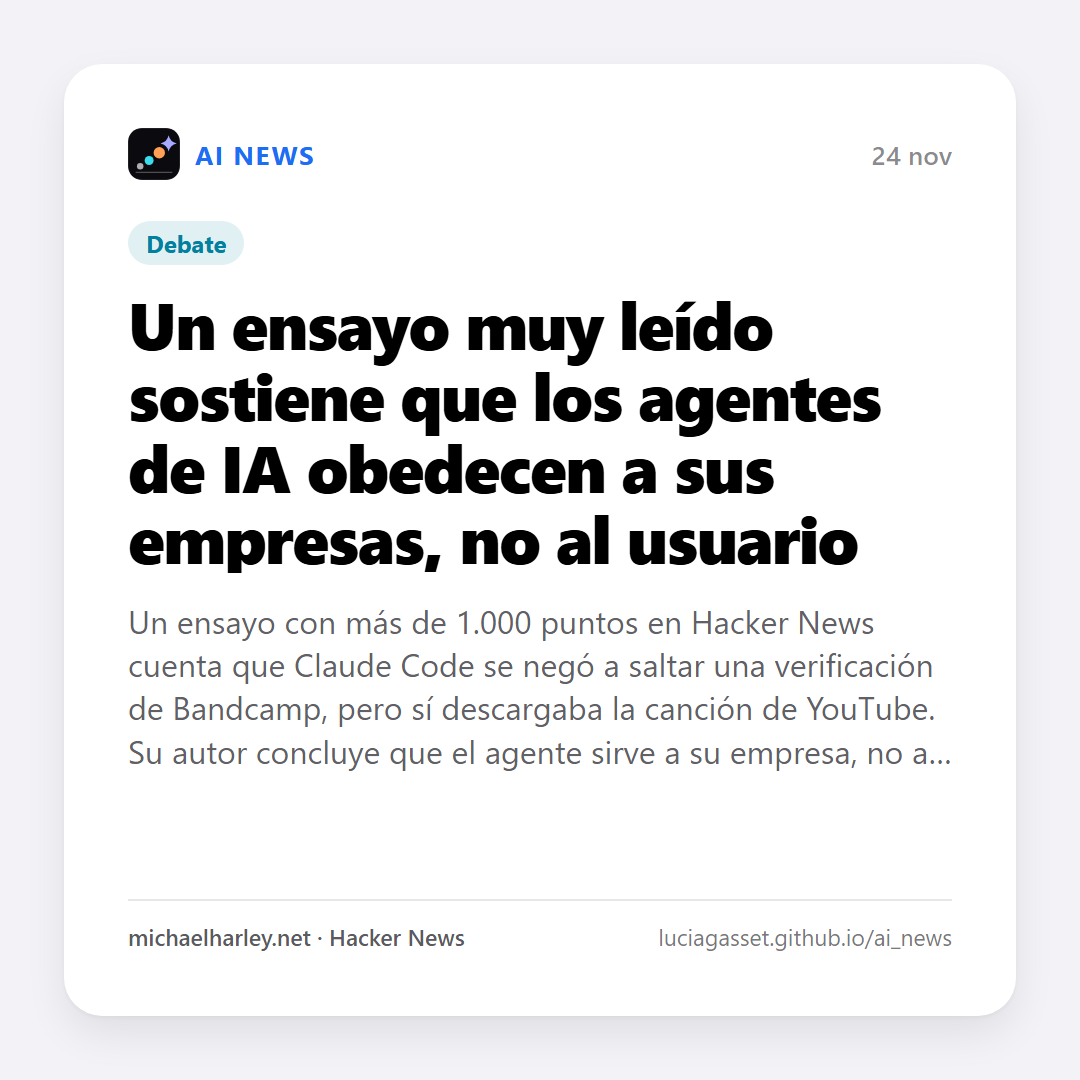 AI NEWS
24 nov
Debate
Un ensayo muy leído
sostiene que los agentes
de IA obedecen a sus
empresas, no al usuario
Un ensayo con más de 1.000 puntos en Hacker News
cuenta que Claude Code se negó a saltar una verificación
de Bandcamp, pero sí descargaba la canción de YouTube.
Su autor concluye que el agente sirve a su empresa, no a…
michaelharley.net · Hacker News
luciagasset.github.io/ai_news